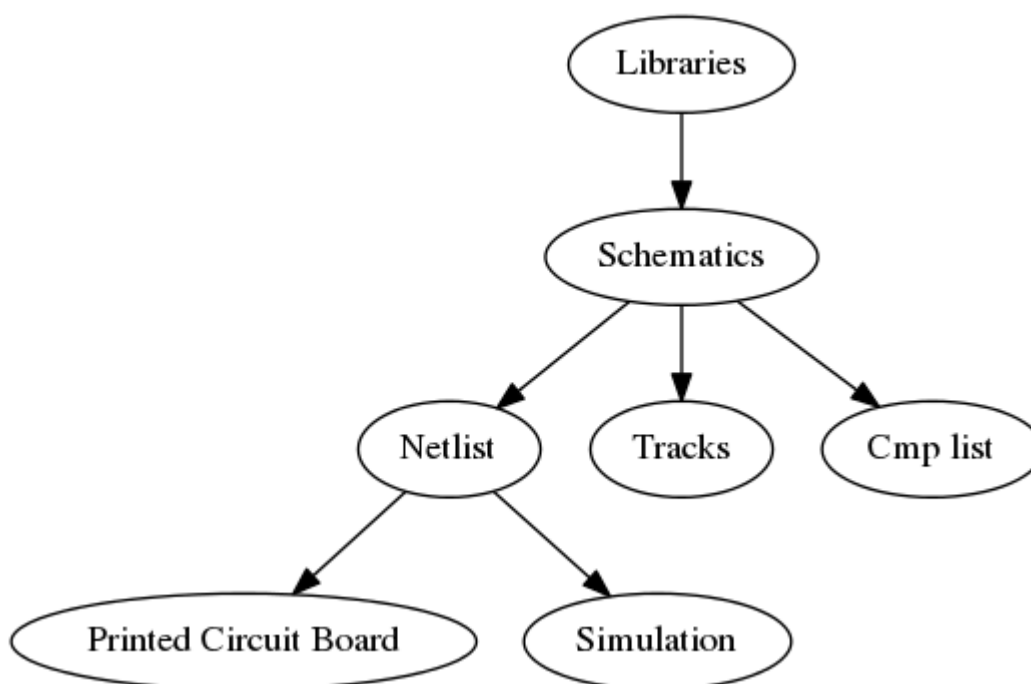 Libraries
Schematics
Netlist
Tracks
Cmp list
Printed Circuit Board
Simulation